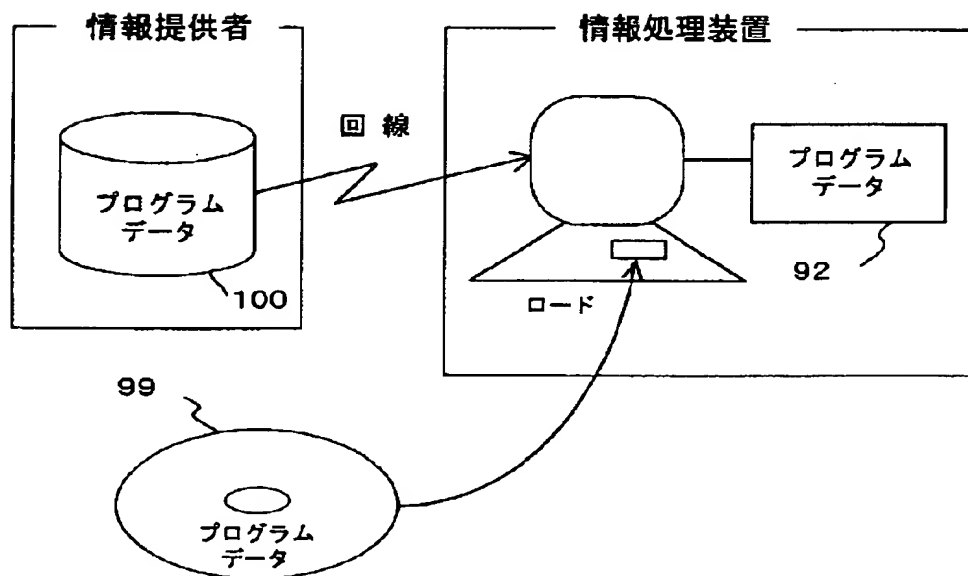 情報提供者
情報処理装置
回線
プログラム
データ
100
プログラム
データ
92
ロード
99
プログラム
データ